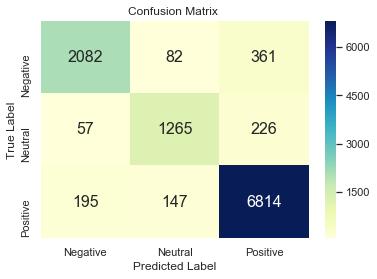 Confusion Matrix
True Label
Negative
2082 82 361
Neutral
57 1265 226
Positive
195 147 6814
Negative Neutral Positive
Predicted Label
6000
4500
3000
1500